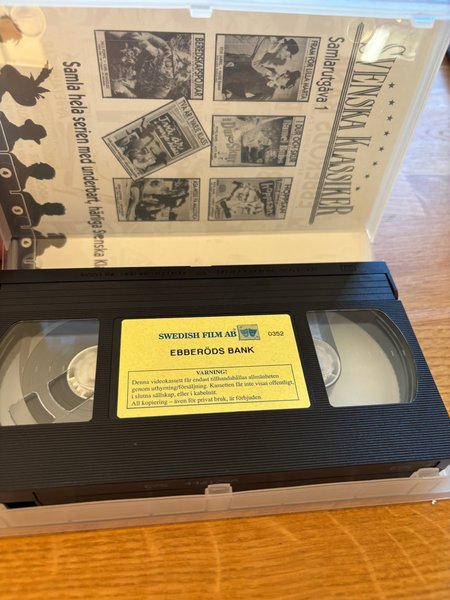 SVENSKA KLASSIKER
Samlarutgåva 1
BEREDSKAPSPOJKAR
Samla hela serien med underbart, härliga svenska
SWEDISH FILM AB
0352
EBBERÖDS BANK
VARNING!
Denna videokassett får endast tillhandahållas allmänheten
genom uthyrning/försäljning. Kassetten får inte visas offentligt,
i slutna sällskap, eller i kabelnät.
All kopiering – även för privat bruk, är förbjuden.